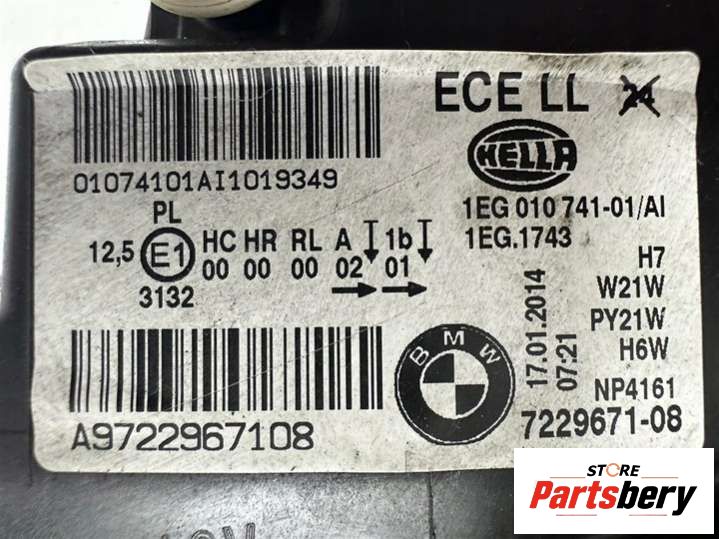 ECE LL 24
01074101AI1019349
HELLA
1EG 010 741-01/AI
1EG.1743
PL
12,5 E1 HC HR RL A 1b
00 00 00 02 01
3132
17.01.2014
07:21
H7
W21W
PY21W
H6W
NP4161
BMW
7229671-08
A9722967108
STORE
Partsbery